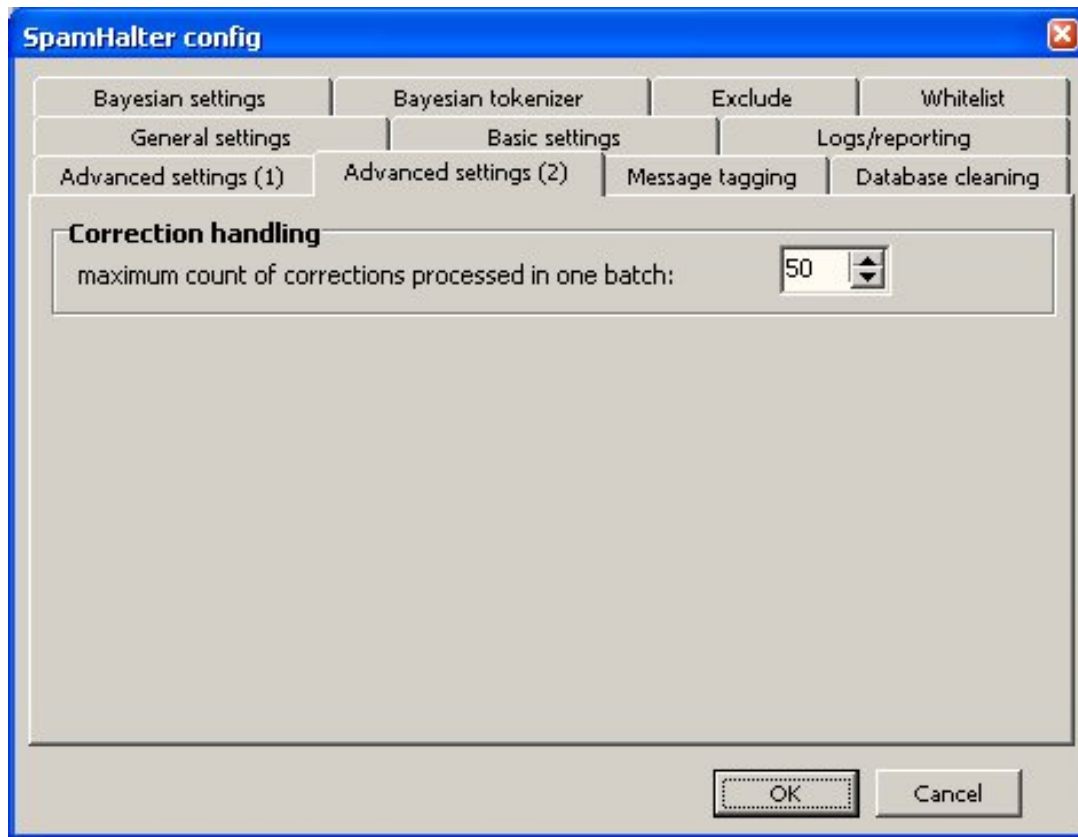 SpamHalter config
Bayesian settings Bayesian tokenizer Exclude Whitelist
General settings Basic settings Logs/reporting
Advanced settings (1) Advanced settings (2) Message tagging Database cleaning
Correction handling
maximum count of corrections processed in one batch: 50
OK Cancel